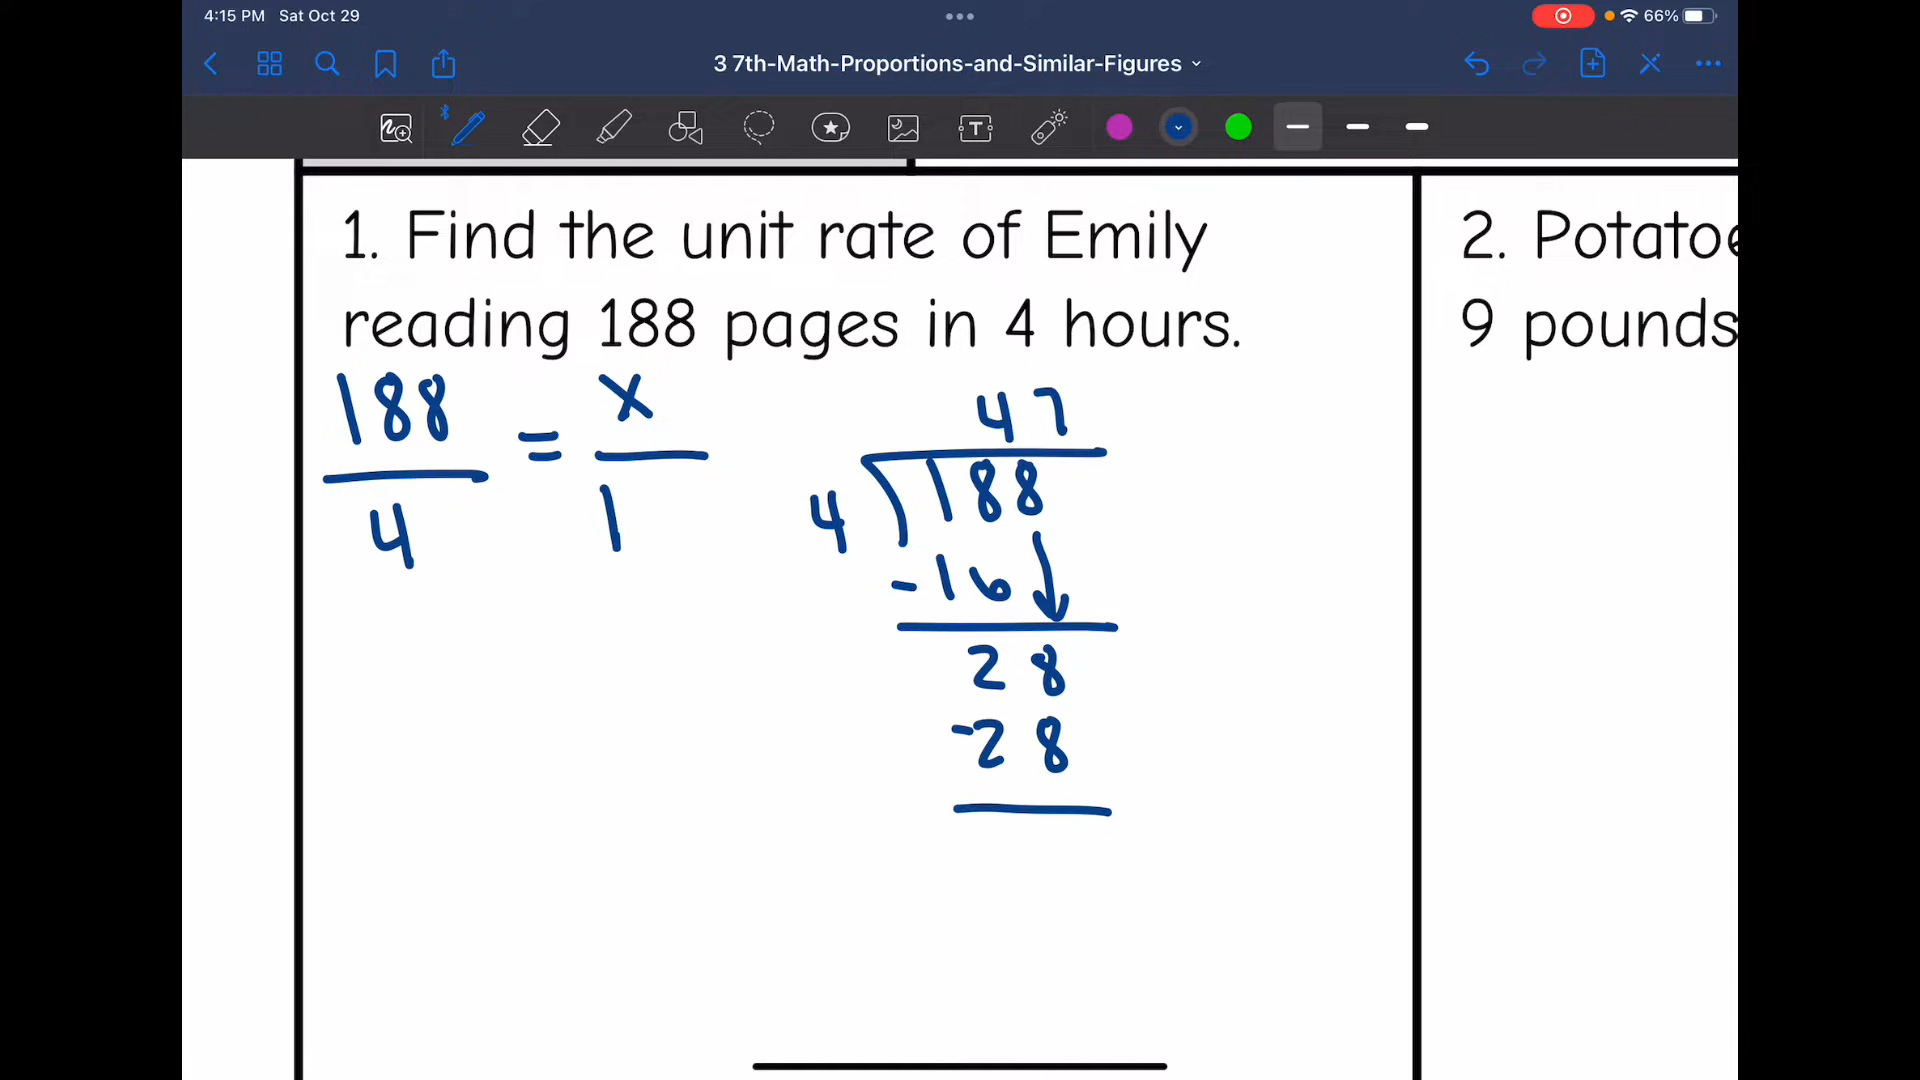 4:15 PM Sat Oct 29
66%
3 7th-Math-Proportions-and-Similar-Figures
T
1. Find the unit rate of Emily
reading 188 pages in 4 hours.
188/4 = x/1
47
4)188
-16
28
-28
2. Potatoe
9 pounds